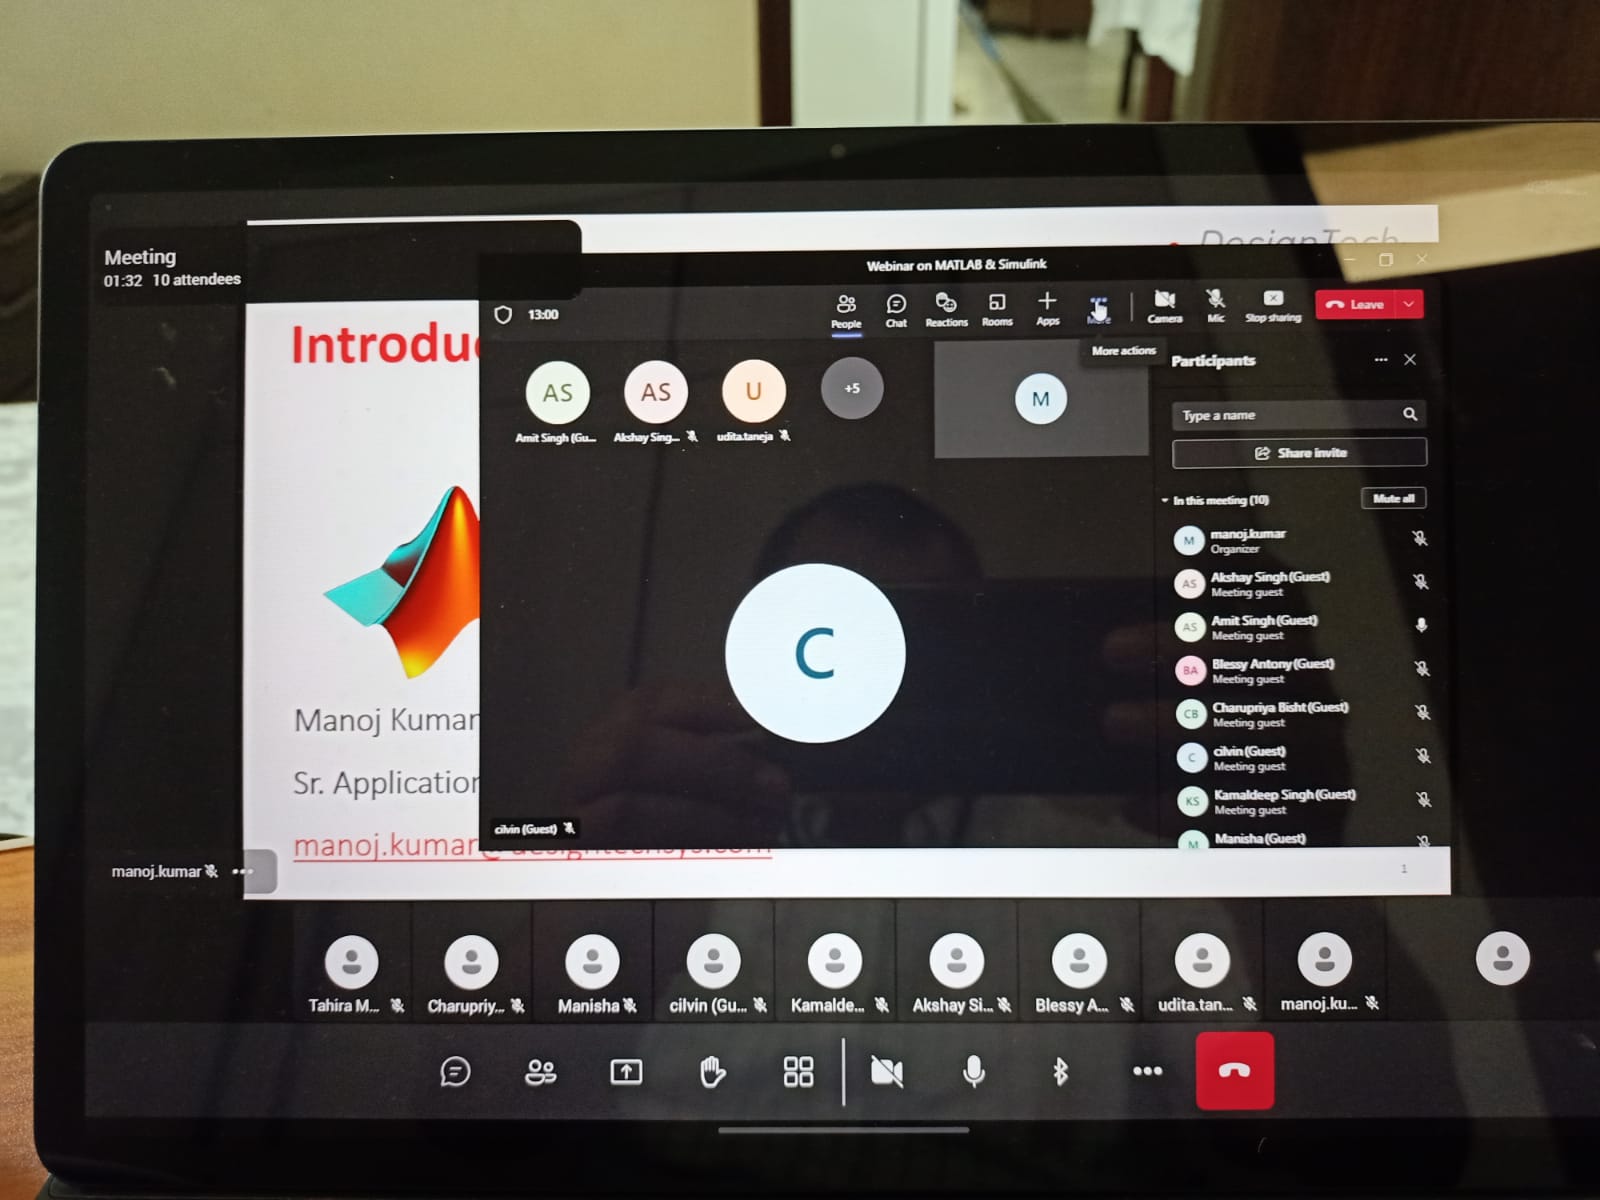 Meeting
01:32 10 attendees
DesignTech
Webinar on MATLAB & Simulink
13:00
People
Chat
Reactions
Rooms
Apps
More
Camera
Mic
Stop sharing
Leave
More actions
Introdu
AS
AS
U
+5
M
Amit Singh (Gu...
Akshay Sing...
udita.taneja
Participants
Type a name
Share invite
In this meeting (10)
Mute all
M
manoj.kumar
Organizer
AS
Akshay Singh (Guest)
Meeting guest
AS
Amit Singh (Guest)
Meeting guest
BA
Blessy Antony (Guest)
Meeting guest
CB
Charupriya Bisht (Guest)
Meeting guest
C
cilvin (Guest)
Meeting guest
KS
Kamaldeep Singh (Guest)
Meeting guest
M
Manisha (Guest)
C
cilvin (Guest)
Manoj Kumar
Sr. Application
manoj.kumar@designtechsys.com
1
manoj.kumar
Tahira M...
Charupriy...
Manisha
cilvin (Gu...
Kamalde...
Akshay Si...
Blessy A...
udita.tan...
manoj.ku...